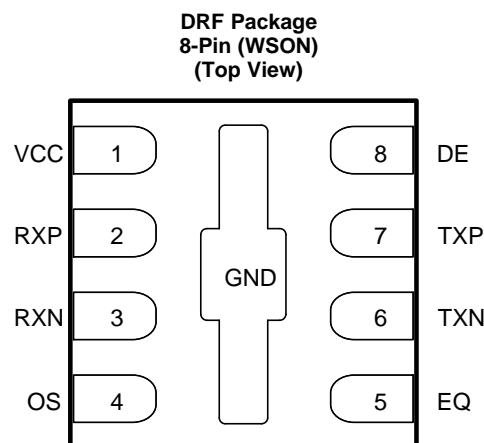 DRF Package
8-Pin (WSON)
(Top View)
VCC 1 8 DE
RXP 2 7 TXP
GND
RXN 3 6 TXN
OS 4 5 EQ